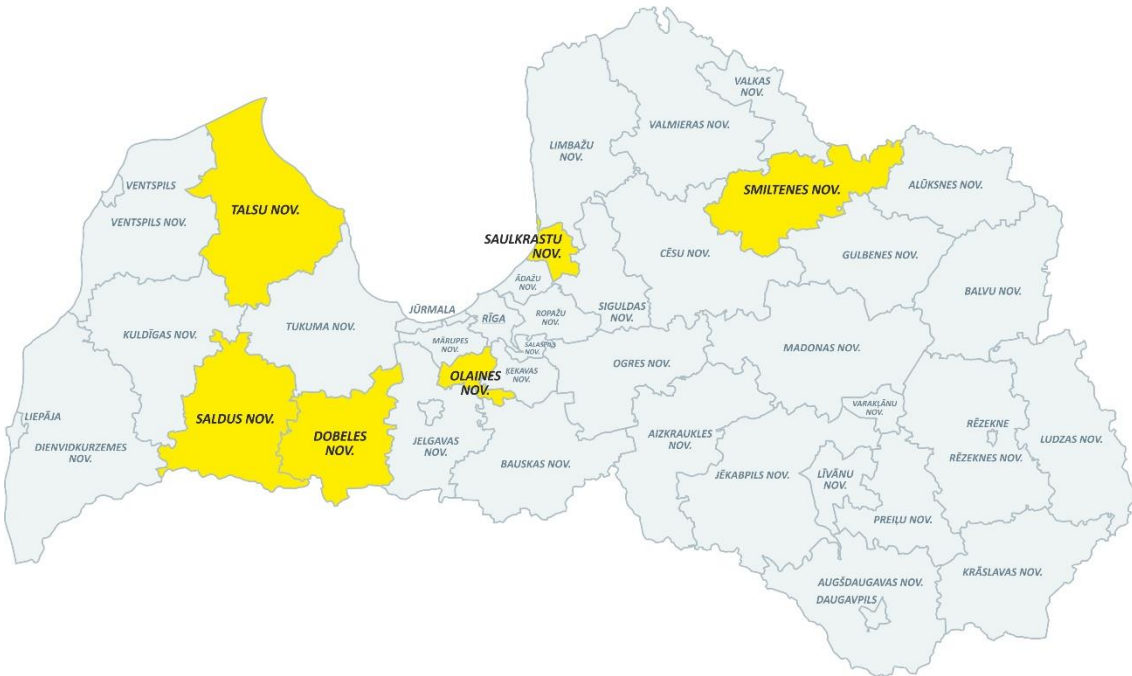 VALKAS
NOV.
VALMIERAS NOV.
LIMBAŽU
NOV.
VENTSPILS
SMILTENES NOV.
ALŪKSNES NOV.
TALSU NOV.
VENTSPILS NOV.
SAULKRASTU
NOV.
CĒSU NOV.
GULBENES NOV.
ĀDAŽU
NOV.
BALVU NOV.
JŪRMALA
RĪGA
ROPAŽU
NOV.
SIGULDAS
NOV.
KULDĪGAS NOV.
TUKUMA NOV.
MĀRUPES
NOV.
SALASPILS
NOV.
MADONAS NOV.
OGRES NOV.
OLAINES
NOV.
ĶEKAVAS
NOV.
VARAKĻĀNU
NOV.
LIEPĀJA
SALDUS NOV.
DOBELES
NOV.
JELGAVAS
NOV.
AIZKRAUKLES
NOV.
RĒZEKNE
LUDZAS NOV.
DIENVIDKURZEMES
NOV.
BAUSKAS NOV.
JĒKABPILS NOV.
LĪVĀNU
NOV.
RĒZEKNES NOV.
PREIĻU NOV.
KRĀSLAVAS NOV.
AUGŠDAUGAVAS NOV.
DAUGAVPILS